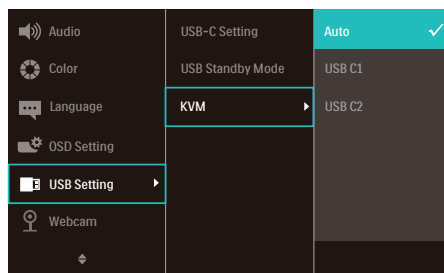 Audio
Color
Language
OSD Setting
USB Setting
Webcam
USB-C Setting
USB Standby Mode
KVM
Auto
USB C1
USB C2